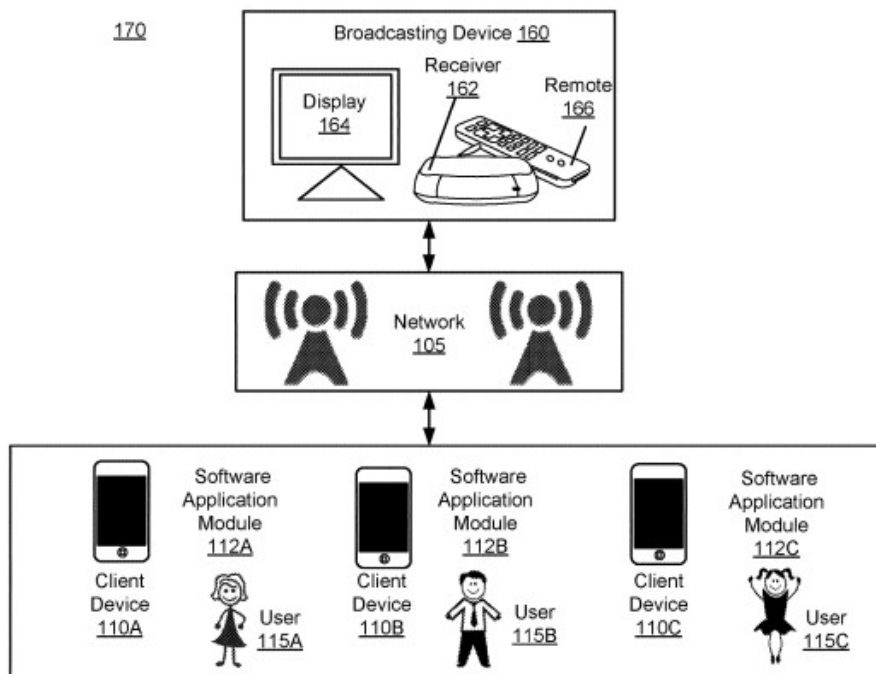 170
Broadcasting Device 160
Receiver
162
Remote
166
Display
164
Network
105
Software
Application
Module
112A
Client
Device
110A
User
115A
Software
Application
Module
112B
Client
Device
110B
User
115B
Software
Application
Module
112C
Client
Device
110C
User
115C